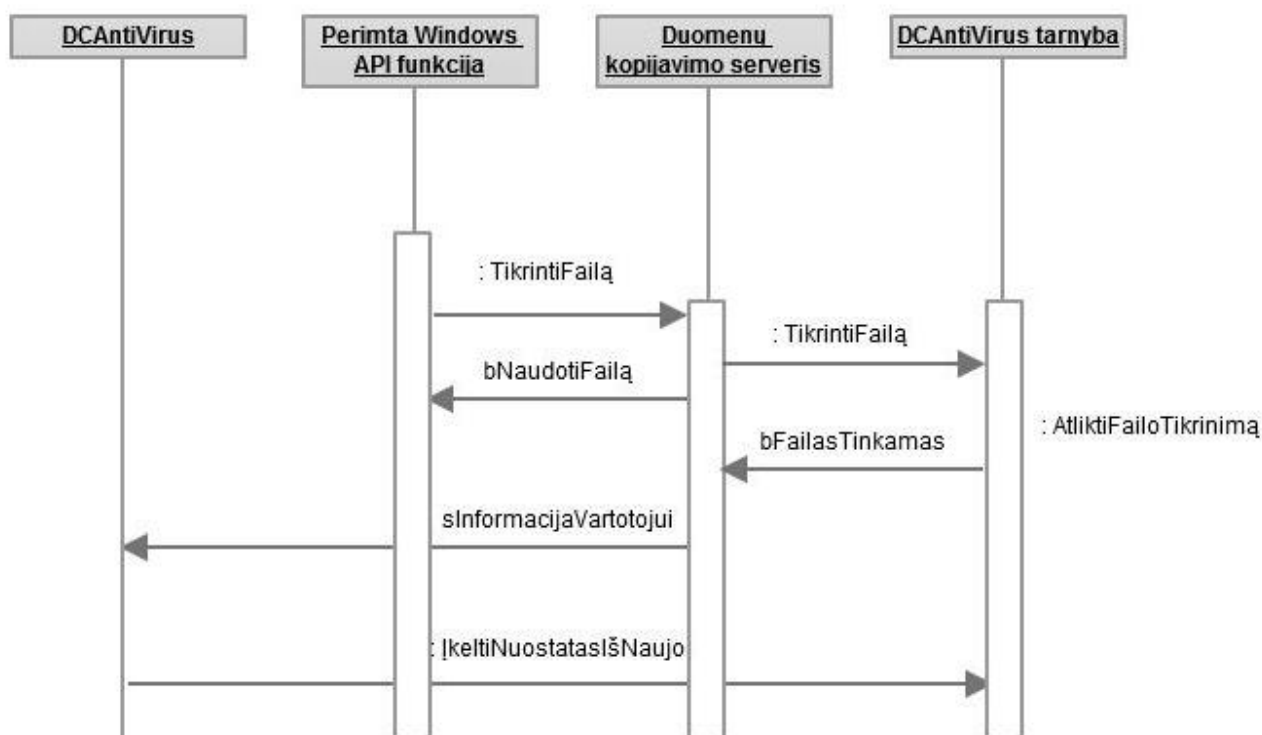 DCAntiVirus
Perimta Windows
API funkcija
Duomenų
kopijavimo serveris
DCAntiVirus tarnyba
: TikrintiFailą
: TikrintiFailą
bNaudotiFailą
: AtliktiFailoTikrinimą
bFailasTinkamas
sInformacijaVartotojui
: ĮkeltiNuostatasIšNaujo